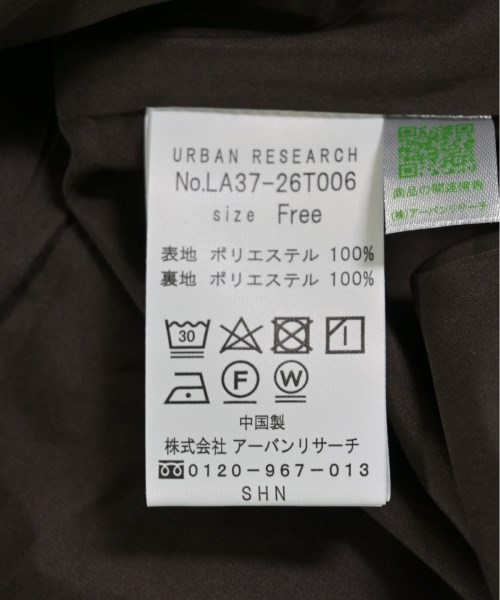 URBAN RESEARCH
No.LA37-26T006
size Free
表地 ポリエステル 100%
裏地 ポリエステル 100%
30
F W
中国製
株式会社 アーバンリサーチ
0120-967-013
SHN
商品の関連情報
(株)アーバンリサーチ